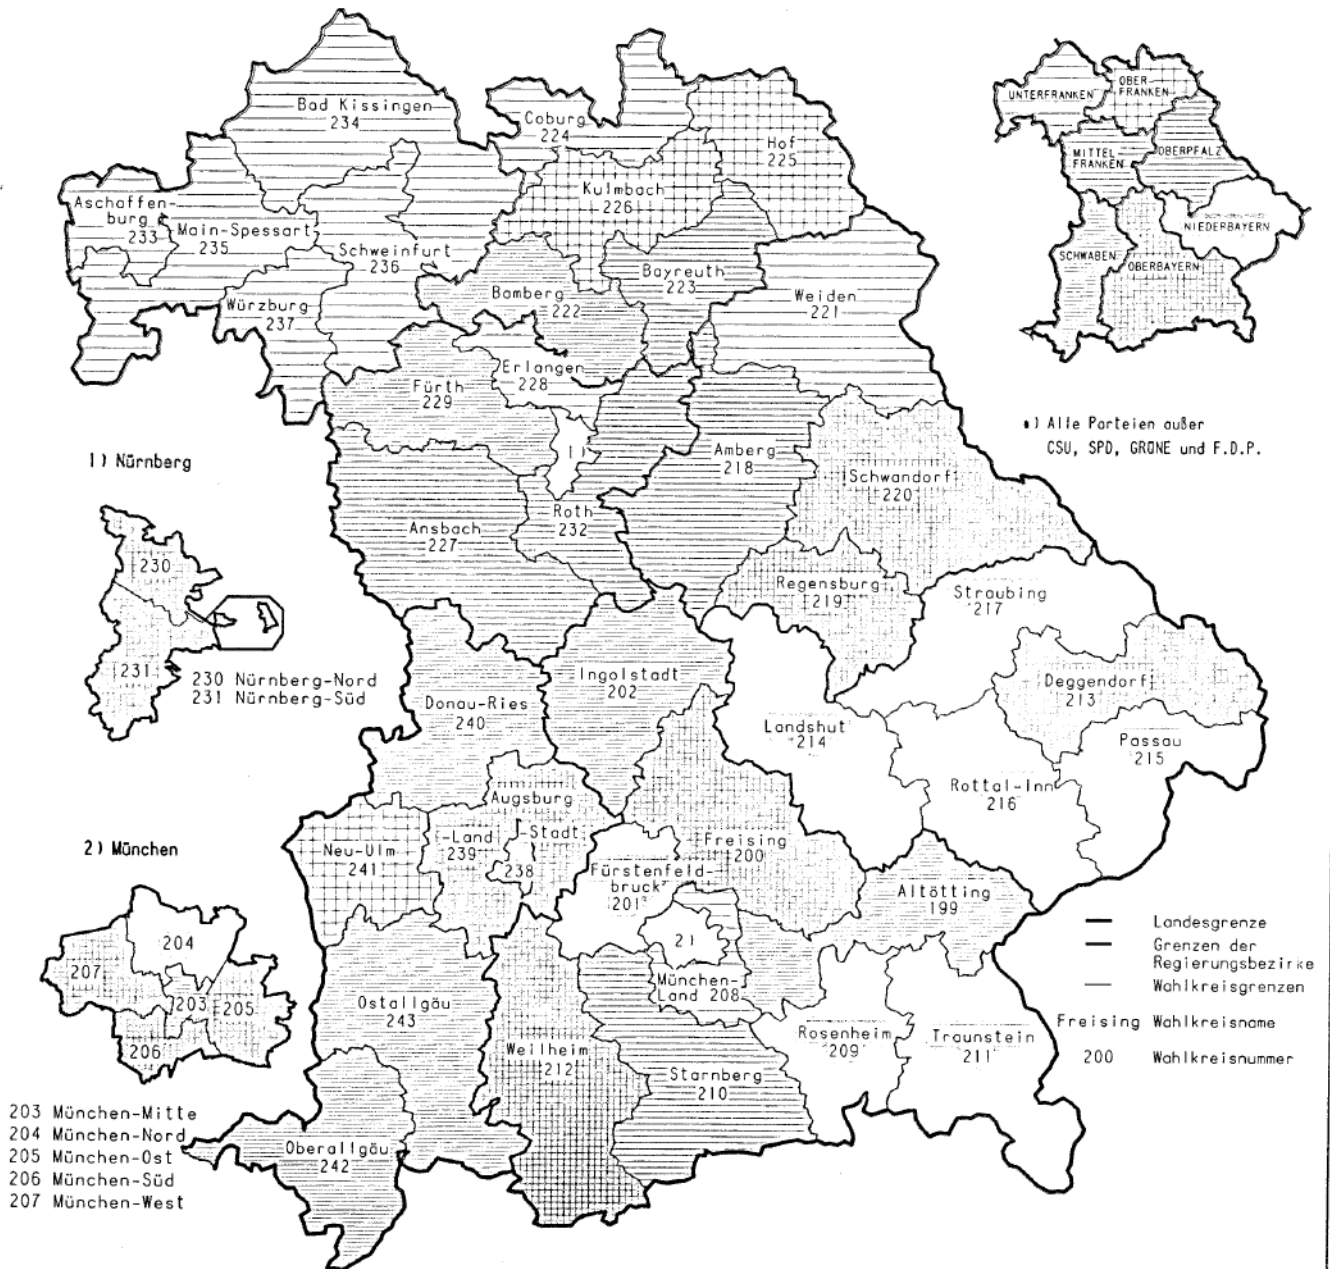 Bad Kissingen
234
Coburg
224
Hof
225
Kulmbach
226
Aschaffen-
burg
233
Main-Spessart
235
Schweinfurt
236
Würzburg
237
Bamberg
222
Bayreuth
223
Weiden
221
Erlangen
228
Fürth
229
1)
Amberg
218
Schwandorf
220
Ansbach
227
Roth
232
Regensburg
219
Straubing
217
Ingolstadt
202
Donau-Ries
240
Deggendorf
213
Landshut
214
Passau
215
Rottal-Inn
216
Augsburg
-Land
239
-Stadt
238
Neu-Ulm
241
Freising
200
Fürstenfeld-
bruck
201
Altötting
199
2)
München-
Land 208
Ostallgäu
243
Weilheim
212
Rosenheim
209
Traunstein
211
Starnberg
210
Oberallgäu
242
UNTERFRANKEN
OBER-
FRANKEN
MITTEL
FRANKEN
OBERPFALZ
NIEDERBAYERN
SCHWABEN
OBERBAYERN
*) Alle Parteien außer
CSU, SPD, GRÜNE und F.D.P.
1) Nürnberg
230
231
230 Nürnberg-Nord
231 Nürnberg-Süd
2) München
204
207
203
205
206
203 München-Mitte
204 München-Nord
205 München-Ost
206 München-Süd
207 München-West
Landesgrenze
Grenzen der
Regierungsbezirke
Wahlkreisgrenzen
Freising Wahlkreisname
200 Wahlkreisnummer